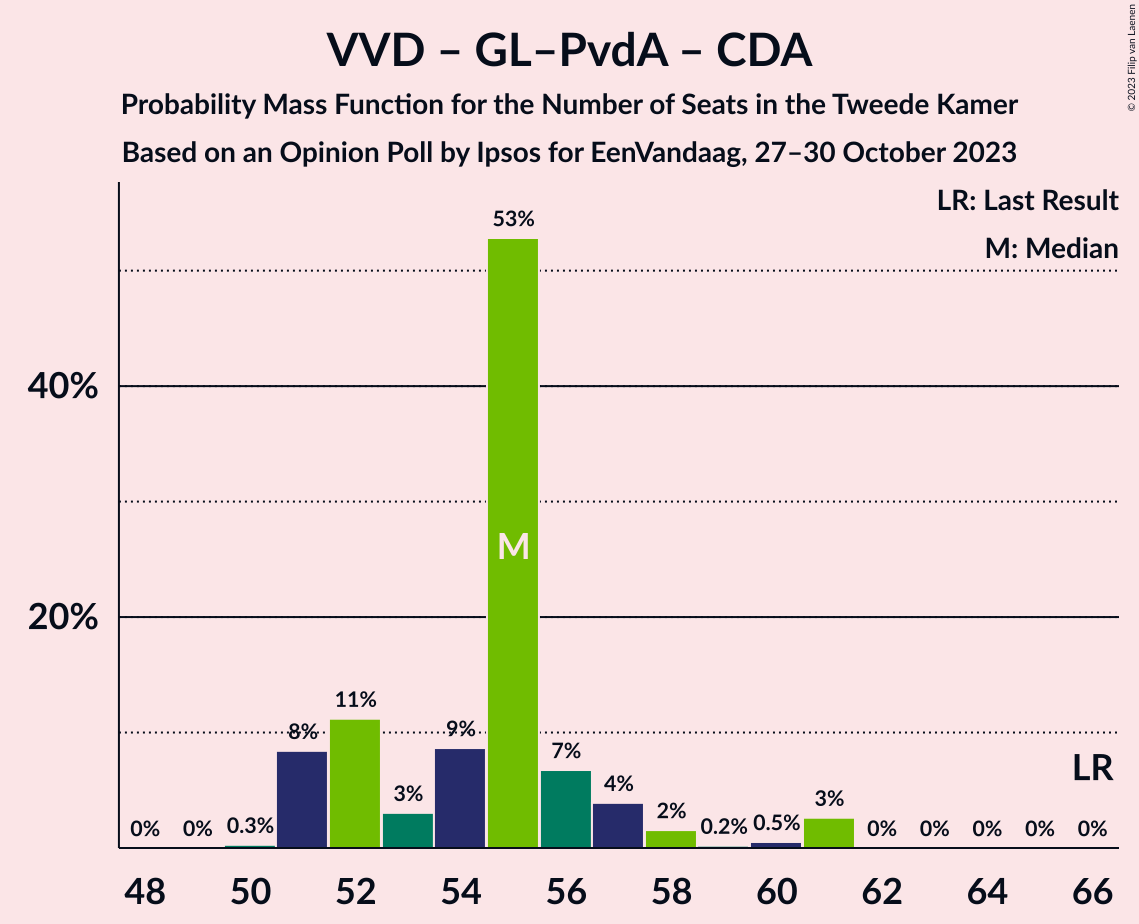 VVD – GL–PvdA – CDA
Probability Mass Function for the Number of Seats in the Tweede Kamer
Based on an Opinion Poll by Ipsos for EenVandaag, 27–30 October 2023
© 2023 Filip van Laenen
LR: Last Result
M: Median
53%
40%
M
20%
11%
8%
9%
7%
LR
4%
3%
3%
2%
0% 0% 0.3% 0.2% 0.5% 0% 0% 0% 0% 0%
48 50 52 54 56 58 60 62 64 66